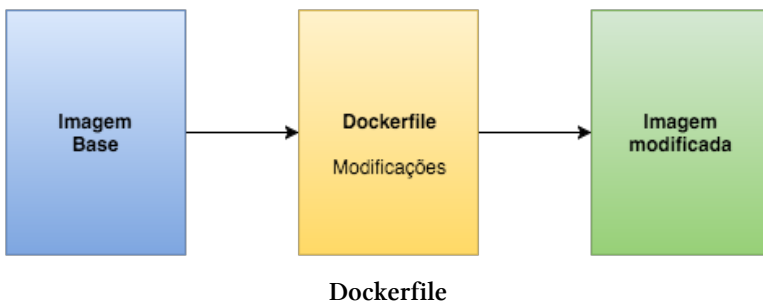 Imagem
Base
Dockerfile
Modificações
Imagem
modificada
Dockerfile